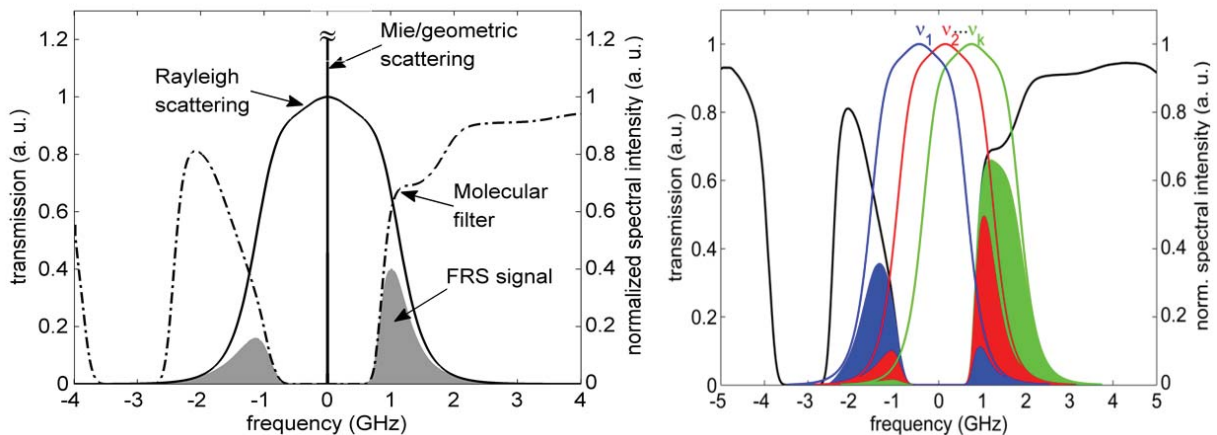 1.2
1
0.8
0.6
0.4
0.2
0
transmission (a. u.)
-4 -3 -2 -1 0 1 2 3 4
frequency (GHz)
1.2
1
0.8
0.6
0.4
0.2
0
normalized spectral intensity (a. u.)
≈
Mie/geometric
scattering
Rayleigh
scattering
Molecular
filter
FRS signal
1
0.8
0.6
0.4
0.2
0
transmission (a.u.)
-5 -4 -3 -2 -1 0 1 2 3 4 5
frequency (GHz)
1
0.8
0.6
0.4
0.2
0
norm. spectral intensity (a. u.)
ν1 ν2...νk